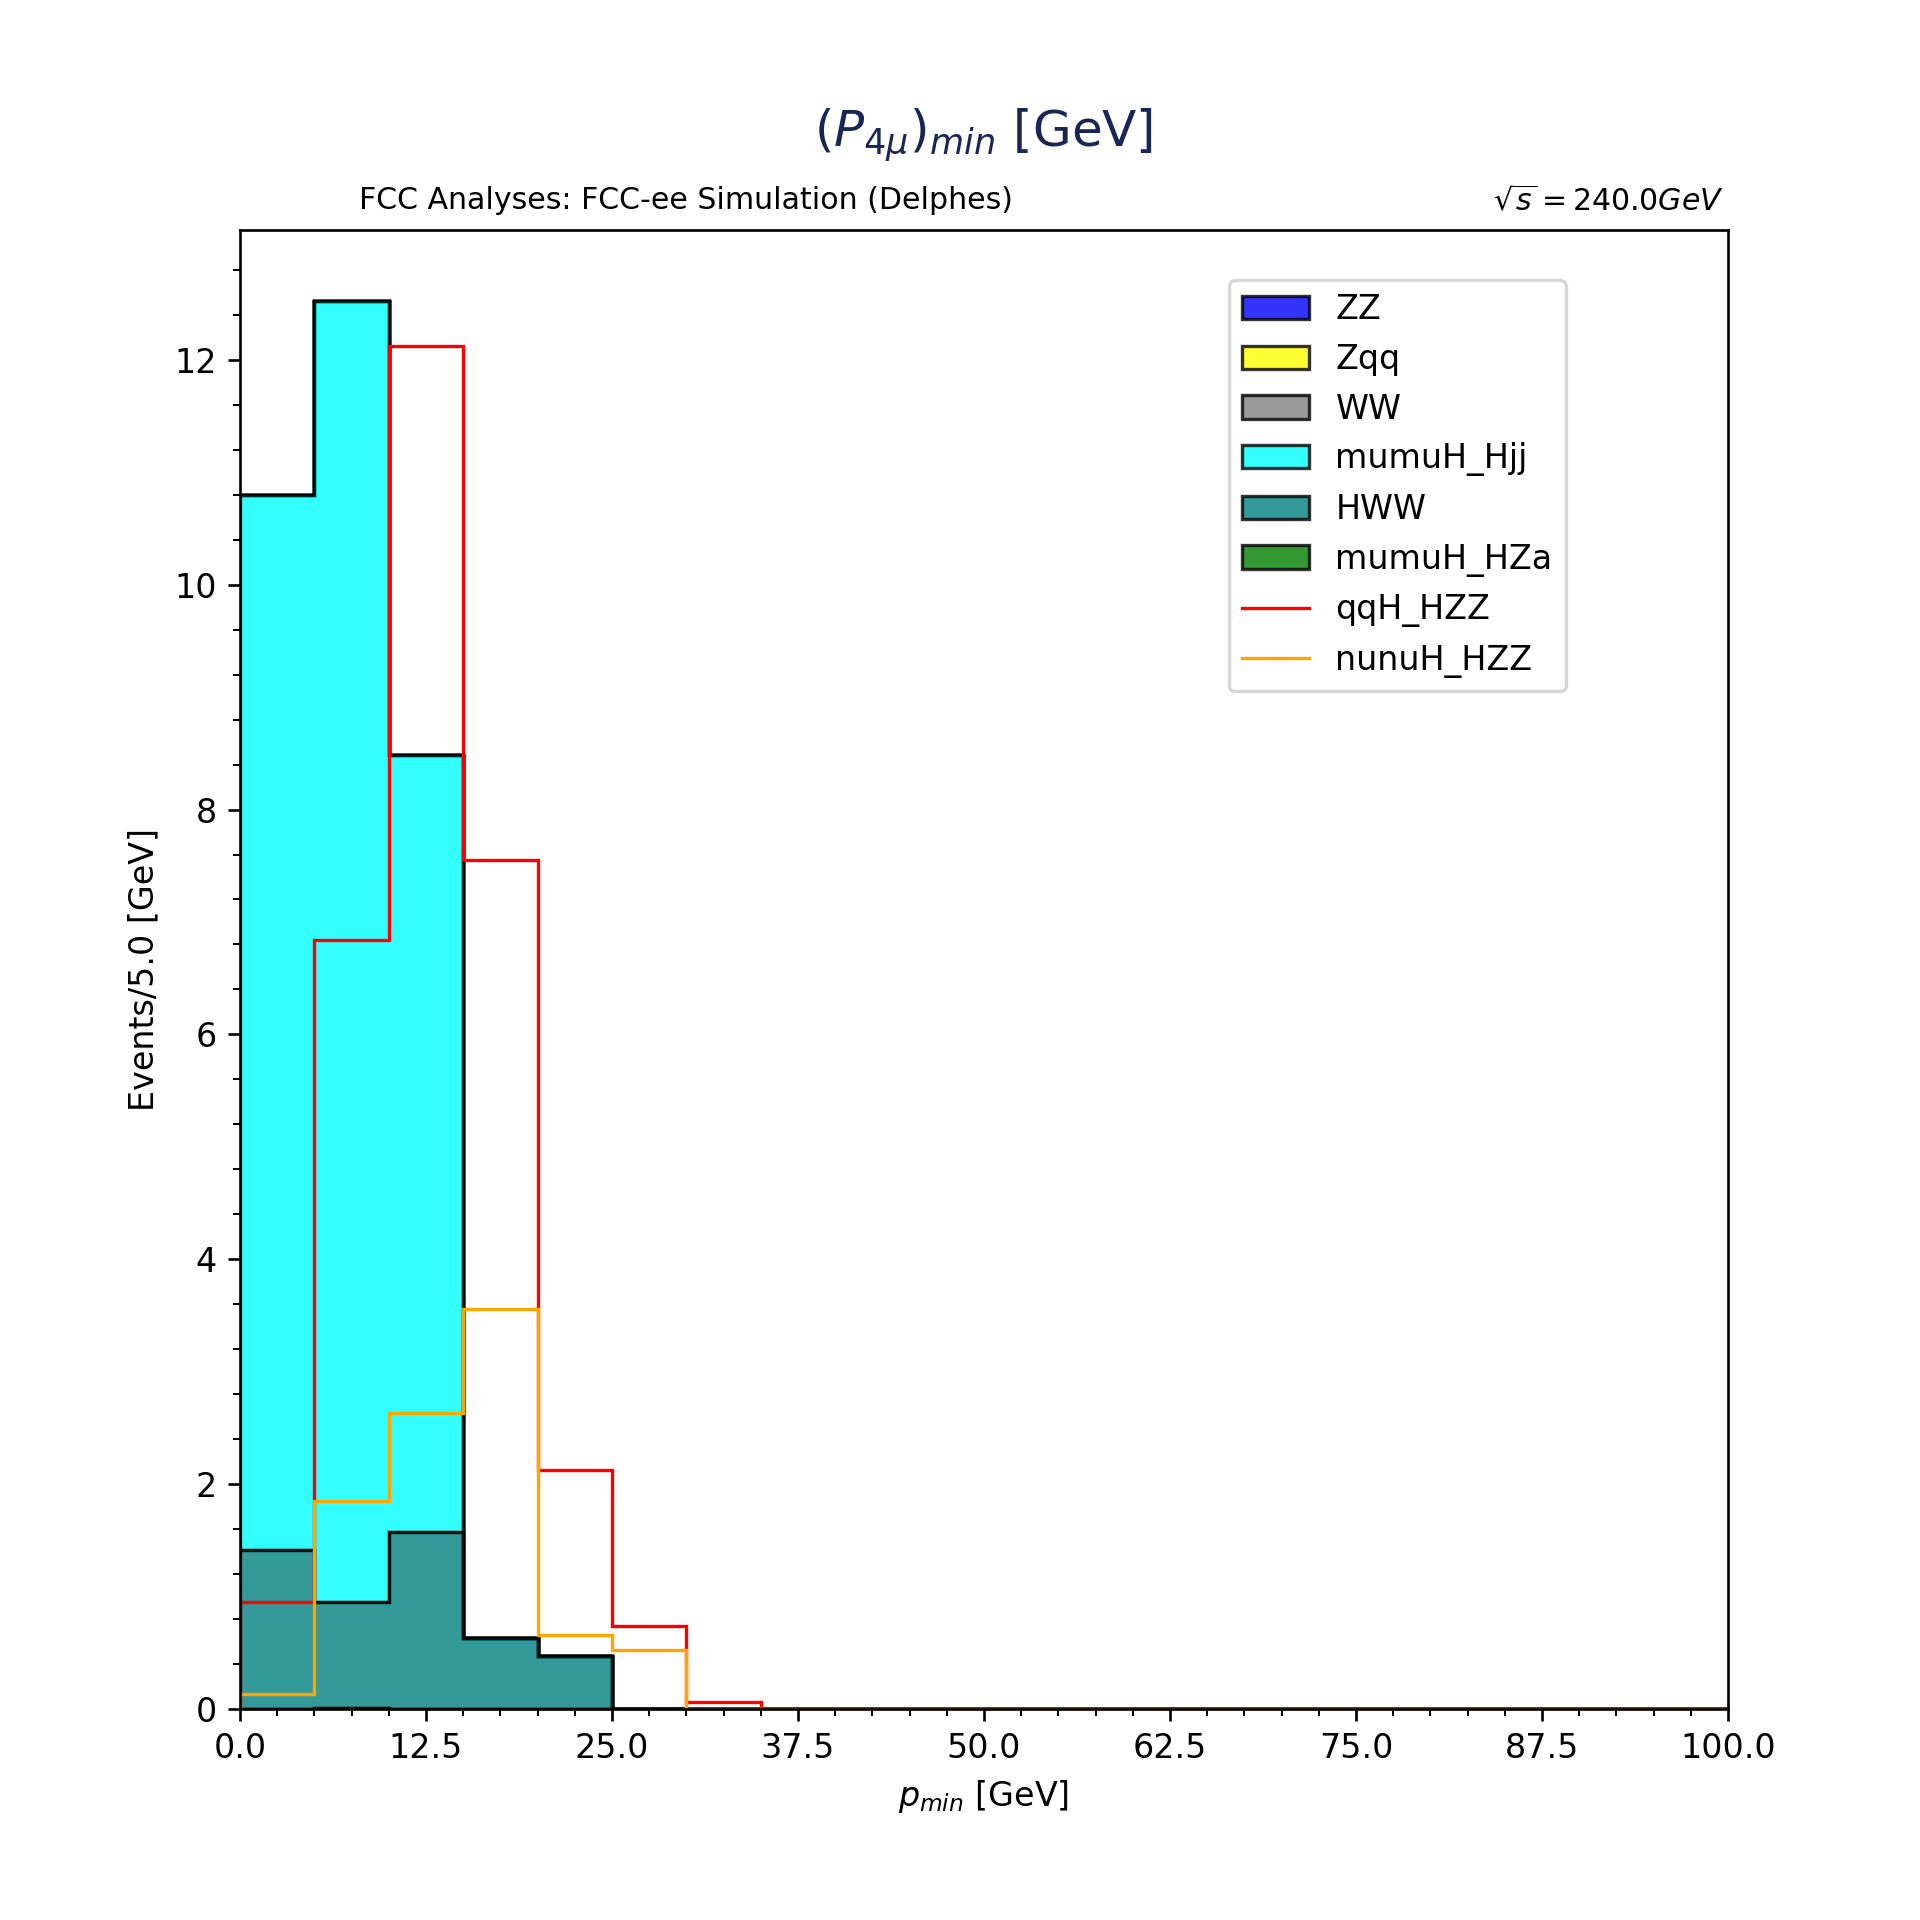 (P4μ)min [GeV]
FCC Analyses: FCC-ee Simulation (Delphes)
√s = 240.0GeV
ZZ
Zqq
WW
mumuH_Hjj
HWW
mumuH_HZa
qqH_HZZ
nunuH_HZZ
Events/5.0 [GeV]
12
10
8
6
4
2
0
0.0 12.5 25.0 37.5 50.0 62.5 75.0 87.5 100.0
pmin [GeV]